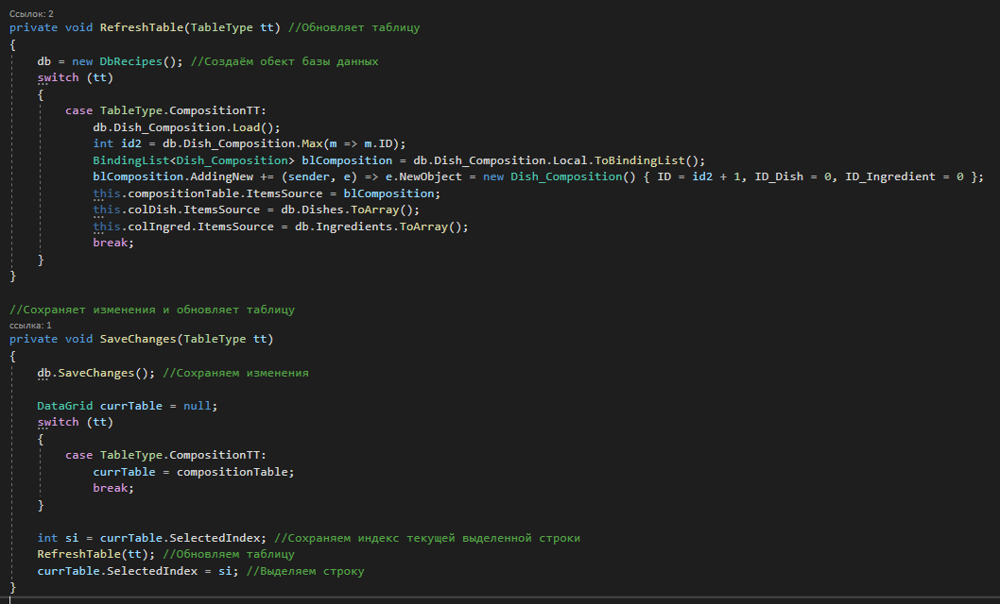 Ссылок: 2
private void RefreshTable(TableType tt) //Обновляет таблицу
{
db = new DbRecipes(); //Создаём обект базы данных
switch (tt)
{
case TableType.CompositionTT:
db.Dish_Composition.Load();
int id2 = db.Dish_Composition.Max(m => m.ID);
BindingList<Dish_Composition> blComposition = db.Dish_Composition.Local.ToBindingList();
blComposition.AddingNew += (sender, e) => e.NewObject = new Dish_Composition() { ID = id2 + 1, ID_Dish = 0, ID_Ingredient = 0 };
this.compositionTable.ItemsSource = blComposition;
this.colDish.ItemsSource = db.Dishes.ToArray();
this.colIngred.ItemsSource = db.Ingredients.ToArray();
break;
}
}
//Сохраняет изменения и обновляет таблицу
ссылка: 1
private void SaveChanges(TableType tt)
{
db.SaveChanges(); //Сохраняем изменения
DataGrid currTable = null;
switch (tt)
{
case TableType.CompositionTT:
currTable = compositionTable;
break;
}
int si = currTable.SelectedIndex; //Сохраняем индекс текущей выделенной строки
RefreshTable(tt); //Обновляем таблицу
currTable.SelectedIndex = si; //Выделяем строку
}